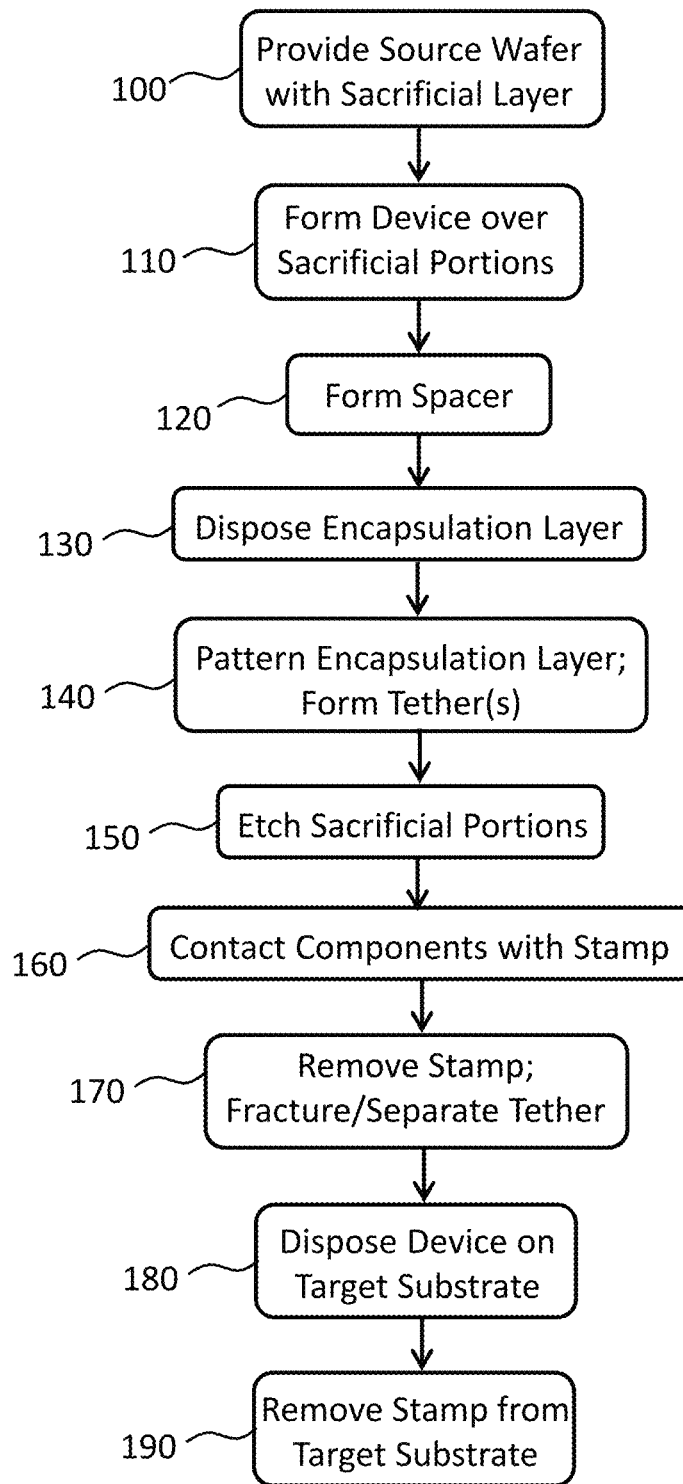 Provide Source Wafer
with Sacrificial Layer
100
Form Device over
Sacrificial Portions
110
Form Spacer
120
Dispose Encapsulation Layer
130
Pattern Encapsulation Layer;
Form Tether(s)
140
Etch Sacrificial Portions
150
Contact Components with Stamp
160
Remove Stamp;
Fracture/Separate Tether
170
Dispose Device on
Target Substrate
180
Remove Stamp from
Target Substrate
190